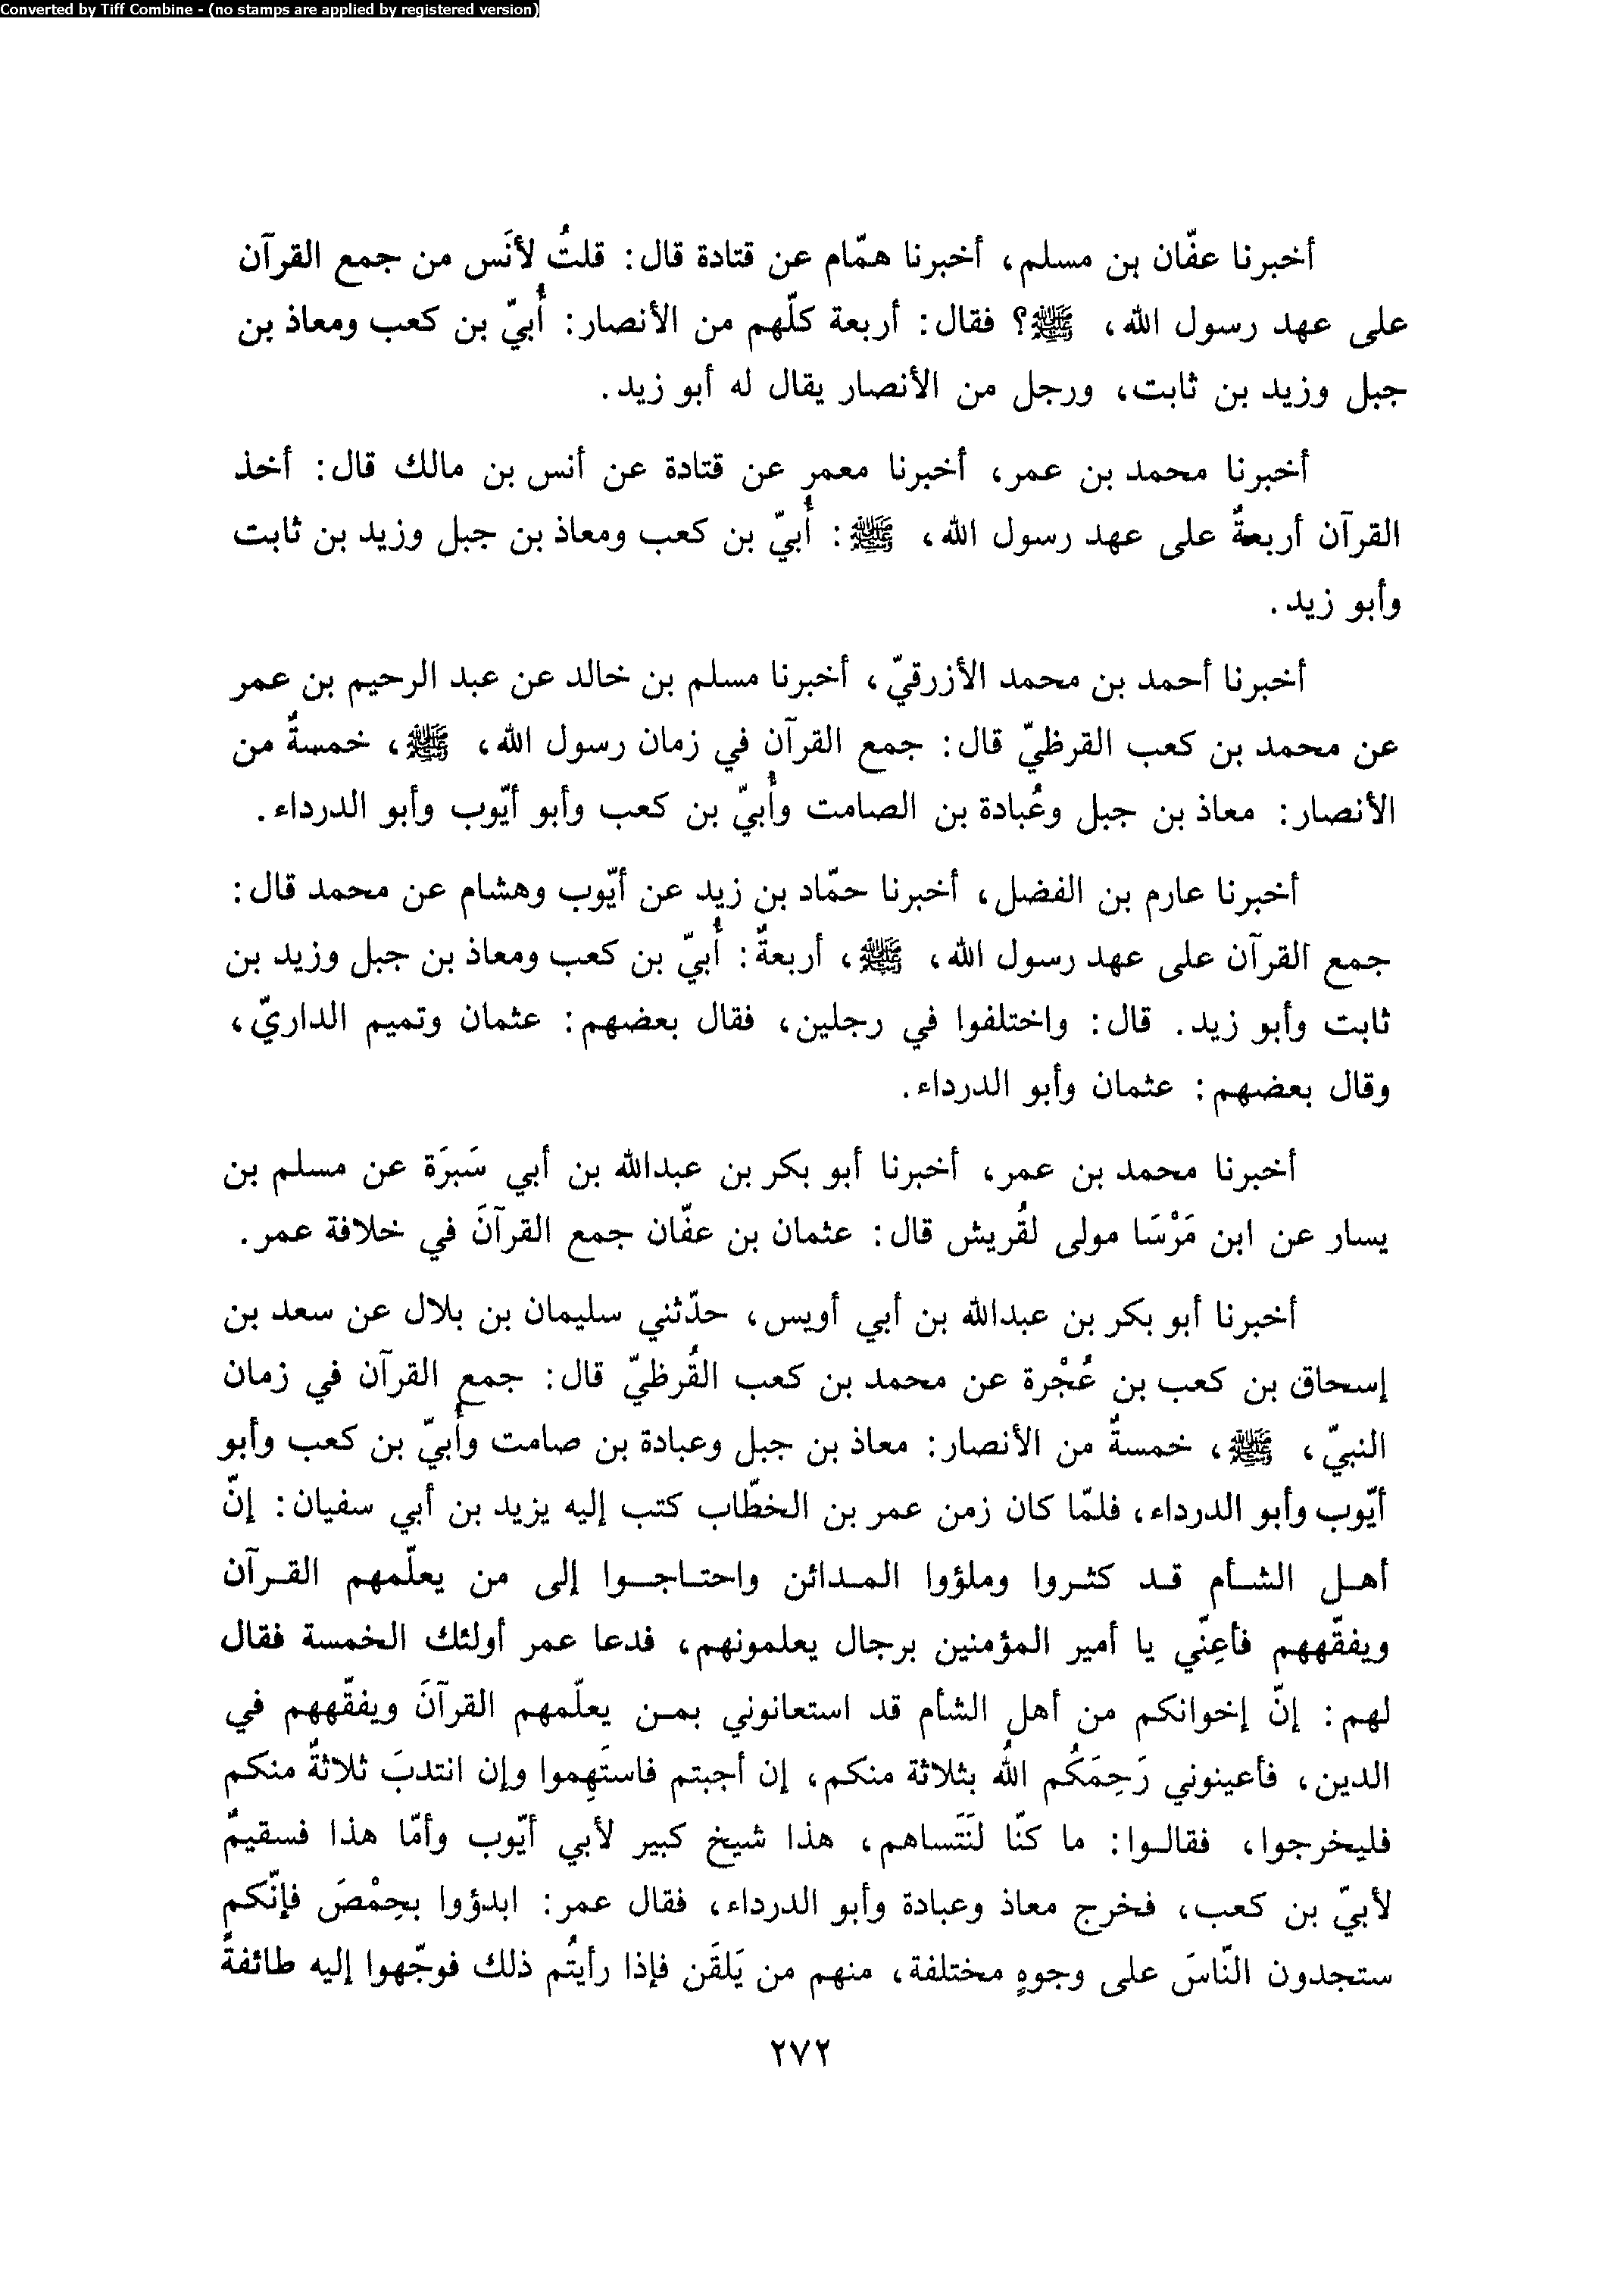 Converted by Tiff Combine - (no stamps are applied by registered version)
أخبرنا عفّان بن مسلم، أخبرنا همّام عن قتادة قال: قلتُ لأنَس من جمع القرآن
على عهد رسول الله، ﷺ؟ فقال: أربعة كلّهم من الأنصار: أُبيّ بن كعب ومعاذ بن
جبل وزيد بن ثابت، ورجل من الأنصار يقال له أبو زيد.
أخبرنا محمد بن عمر، أخبرنا معمر عن قتادة عن أنس بن مالك قال: أخذ
القرآن أربعةٌ على عهد رسول الله، ﷺ: أُبيّ بن كعب ومعاذ بن جبل وزيد بن ثابت
وأبو زيد.
أخبرنا أحمد بن محمد الأزرقيّ، أخبرنا مسلم بن خالد عن عبد الرحيم بن عمر
عن محمد بن كعب القرظيّ قال: جمع القرآن في زمان رسول الله، ﷺ، خمسةٌ من
الأنصار: معاذ بن جبل وعُبادة بن الصامت وأُبيّ بن كعب وأبو أيّوب وأبو الدرداء.
أخبرنا عارم بن الفضل، أخبرنا حمّاد بن زيد عن أيّوب وهشام عن محمد قال:
جمع القرآن على عهد رسول الله، ﷺ، أربعةٌ: أُبيّ بن كعب ومعاذ بن جبل وزيد بن
ثابت وأبو زيد. قال: واختلفوا في رجلين، فقال بعضهم: عثمان وتميم الداريّ،
وقال بعضهم: عثمان وأبو الدرداء.
أخبرنا محمد بن عمر، أخبرنا أبو بكر بن عبدالله بن أبي سَبرَة عن مسلم بن
يسار عن ابن مَرْسَا مولى لقُريش قال: عثمان بن عفّان جمع القرآنَ في خلافة عمر.
أخبرنا أبو بكر بن عبدالله بن أبي أويس، حدّثني سليمان بن بلال عن سعد بن
إسحاق بن كعب بن عُجْرة عن محمد بن كعب القُرظيّ قال: جمع القرآن في زمان
النبيّ، ﷺ، خمسةٌ من الأنصار: معاذ بن جبل وعبادة بن صامت وأُبيّ بن كعب وأبو
أيّوب وأبو الدرداء، فلمّا كان زمن عمر بن الخطّاب كتب إليه يزيد بن أبي سفيان: إنّ
أهل الشأم قد كثروا وملؤوا المدائن واحتاجوا إلى من يعلّمهم القرآن
ويفقّههم فأعِنّي يا أمير المؤمنين برجال يعلمونهم، فدعا عمر أولئك الخمسة فقال
لهم: إنّ إخوانكم من أهل الشأم قد استعانوني بمن يعلّمهم القرآنَ ويفقّههم في
الدين، فأعينوني رَحِمَكُم اللهُ بثلاثة منكم، إن أجبتم فاستَهِموا وإن انتدبَ ثلاثةٌ منكم
فليخرجوا، فقالوا: ما كنّا لَنَتَساهم، هذا شيخ كبير لأبي أيّوب وأمّا هذا فسقيمٌ
لأبيّ بن كعب، فخرج معاذ وعبادة وأبو الدرداء، فقال عمر: ابدؤوا بحِمْصَ فإنّكم
ستجدون النّاسَ على وجوهٍ مختلفة، منهم من يَلقَن فإذا رأيتُم ذلك فوجّهوا إليه طائفةً
٢٧٢